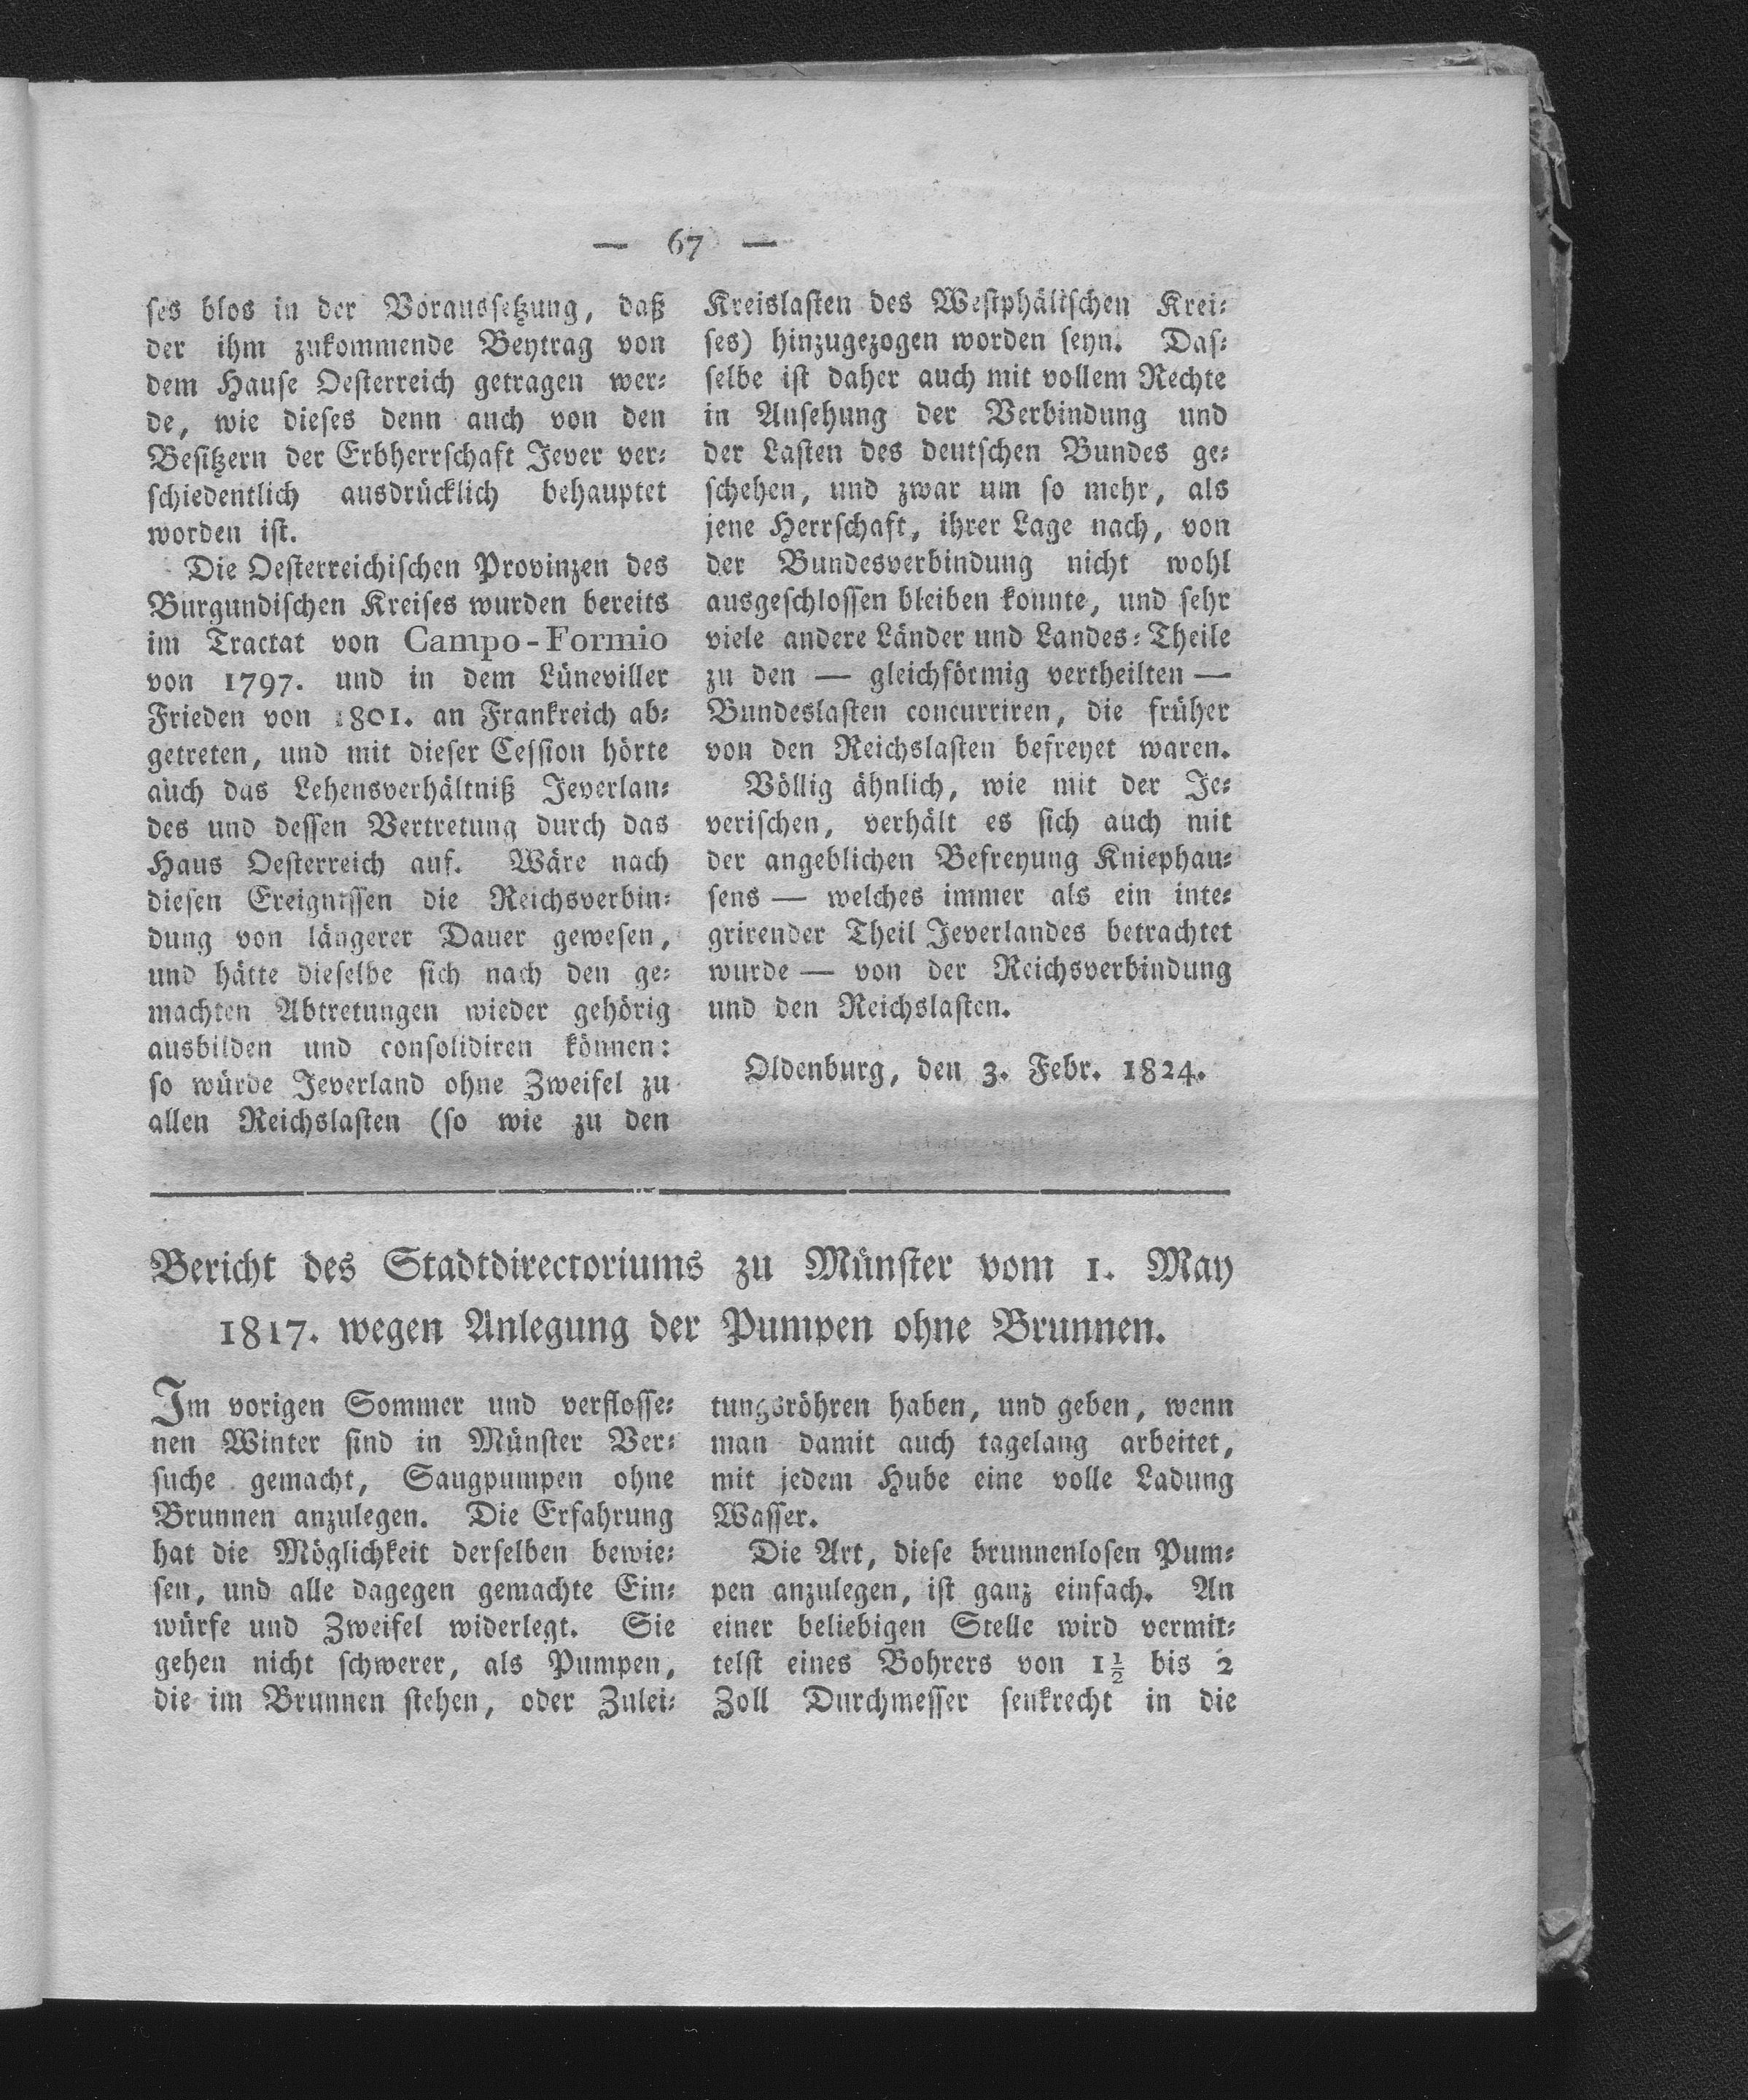 — 67 —
ses blos in der Voraussetzung, daß
der ihm zukommende Beytrag von
dem Hause Oesterreich getragen wer-
de, wie dieses denn auch von den
Besitzern der Erbherrschaft Jever ver-
schiedentlich ausdrücklich behauptet
worden ist.
Die Oesterreichischen Provinzen des
Burgundischen Kreises wurden bereits
im Tractat von Campo-Formio
von 1797. und in dem Lüneviller
Frieden von 1801. an Frankreich ab-
getreten, und mit dieser Cession hörte
auch das Lehensverhältniß Jeverlan-
des und dessen Vertretung durch das
Haus Oesterreich auf. Wäre nach
diesen Ereignissen die Reichsverbin-
dung von längerer Dauer gewesen,
und hätte dieselbe sich nach den ge-
machten Abtretungen wieder gehörig
ausbilden und consolidiren können:
so würde Jeverland ohne Zweifel zu
allen Reichslasten (so wie zu den
Kreislasten des Westphälischen Krei-
ses) hinzugezogen worden seyn. Das-
selbe ist daher auch mit vollem Rechte
in Ansehung der Verbindung und
der Lasten des deutschen Bundes ge-
schehen, und zwar um so mehr, als
jene Herrschaft, ihrer Lage nach, von
der Bundesverbindung nicht wohl
ausgeschlossen bleiben konnte, und sehr
viele andere Länder und Landes-Theile
zu den — gleichförmig vertheilten —
Bundeslasten concurriren, die früher
von den Reichslasten befreyet waren.
Völlig ähnlich, wie mit der Je-
verischen, verhält es sich auch mit
der angeblichen Befreyung Kniephau-
sens — welches immer als ein inte-
grirender Theil Jeverlandes betrachtet
wurde — von der Reichsverbindung
und den Reichslasten.
Oldenburg, den 3. Febr. 1824.
Bericht des Stadtdirectoriums zu Münster vom 1. May
1817. wegen Anlegung der Pumpen ohne Brunnen.
Im vorigen Sommer und verflosse-
nen Winter sind in Münster Ver-
suche gemacht, Saugpumpen ohne
Brunnen anzulegen. Die Erfahrung
hat die Möglichkeit derselben bewie-
sen, und alle dagegen gemachte Ein-
würfe und Zweifel widerlegt. Sie
gehen nicht schwerer, als Pumpen,
die im Brunnen stehen, oder Zulei-
tungsröhren haben, und geben, wenn
man damit auch tagelang arbeitet,
mit jedem Hube eine volle Ladung
Wasser.
Die Art, diese brunnenlosen Pum-
pen anzulegen, ist ganz einfach. An
einer beliebigen Stelle wird vermit-
telst eines Bohrers von 1½ bis 2
Zoll Durchmesser senkrecht in die